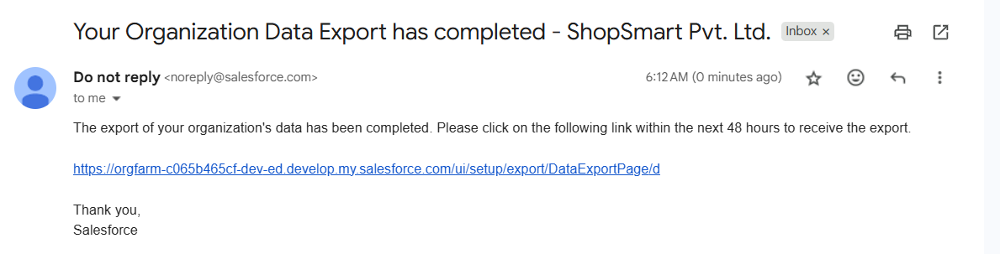 Your Organization Data Export has completed - ShopSmart Pvt. Ltd. Inbox ×
Do not reply <noreply@salesforce.com> 6:12 AM (0 minutes ago)
to me
The export of your organization's data has been completed. Please click on the following link within the next 48 hours to receive the export.
https://orgfarm-c065b465cf-dev-ed.develop.my.salesforce.com/ui/setup/export/DataExportPage/d
Thank you,
Salesforce